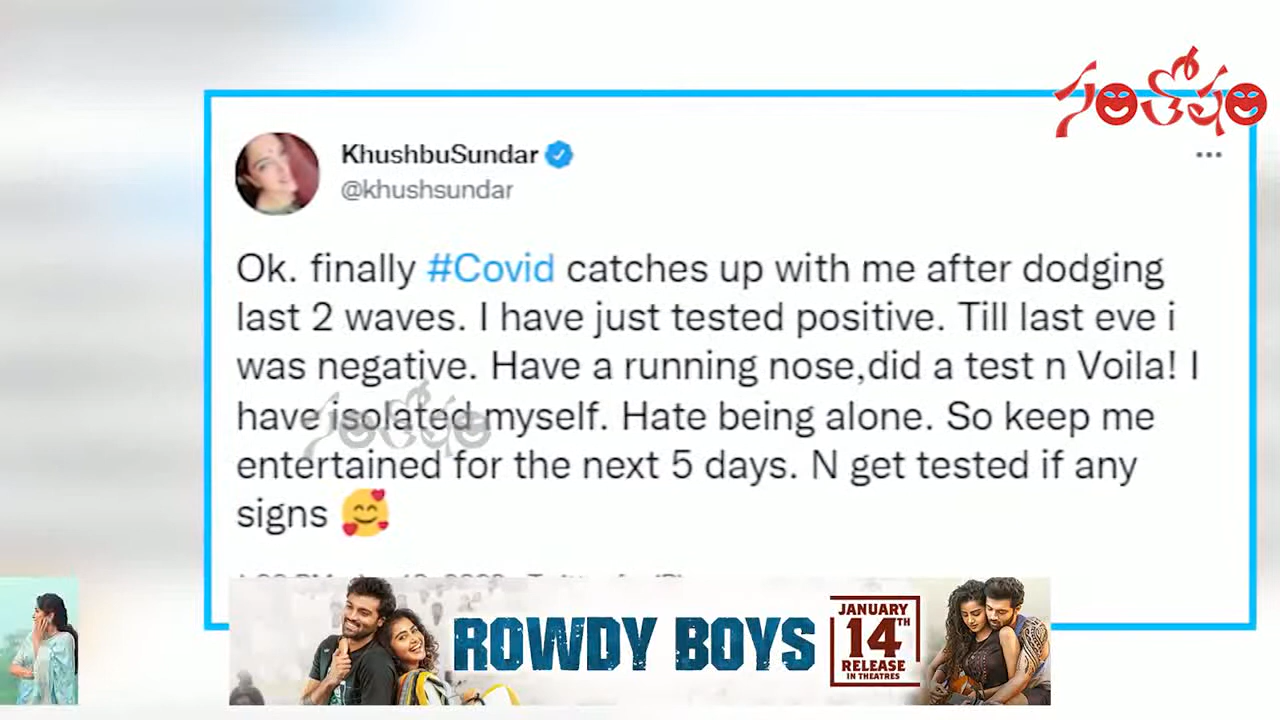 సంతోషం
KhushbuSundar
@khushsundar
Ok. finally #Covid catches up with me after dodging
last 2 waves. I have just tested positive. Till last eve i
was negative. Have a running nose,did a test n Voila! I
have isolated myself. Hate being alone. So keep me
సంతోషం
entertained for the next 5 days. N get tested if any
signs 🥰
ROWDY BOYS
JANUARY
14TH
RELEASE
IN THEATRES